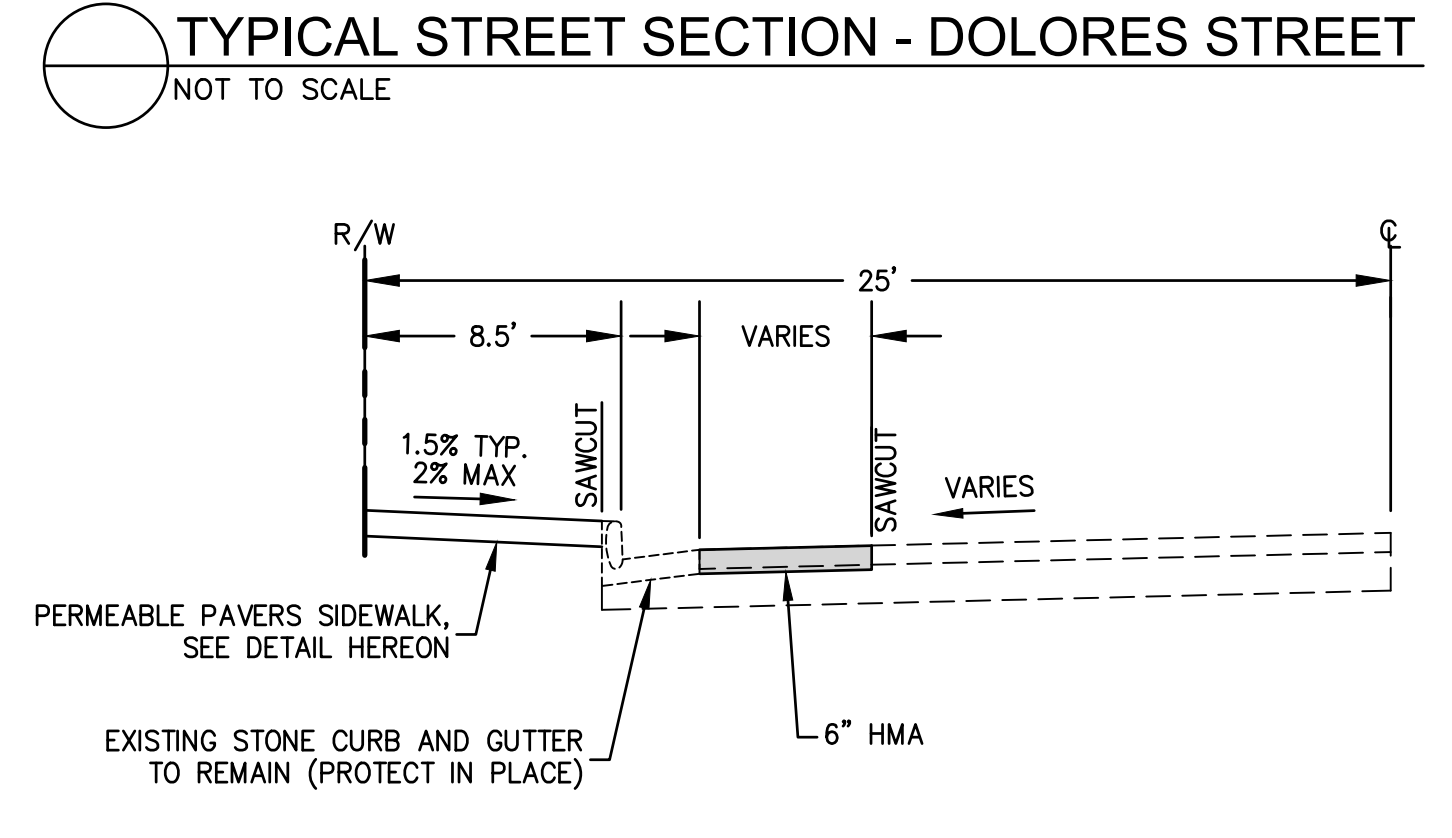 TYPICAL STREET SECTION - DOLORES STREET
NOT TO SCALE
R/W
℄
25'
8.5'
VARIES
SAWCUT
1.5% TYP.
2% MAX
SAWCUT
VARIES
PERMEABLE PAVERS SIDEWALK,
SEE DETAIL HEREON
EXISTING STONE CURB AND GUTTER
TO REMAIN (PROTECT IN PLACE)
6" HMA